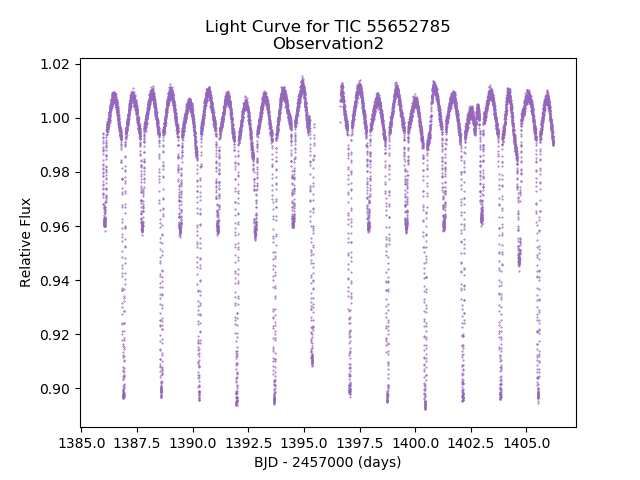 Light Curve for TIC 55652785
Observation2
1.02
1.00
0.98
0.96
0.94
0.92
0.90
Relative Flux
1385.0 1387.5 1390.0 1392.5 1395.0 1397.5 1400.0 1402.5 1405.0
BJD - 2457000 (days)